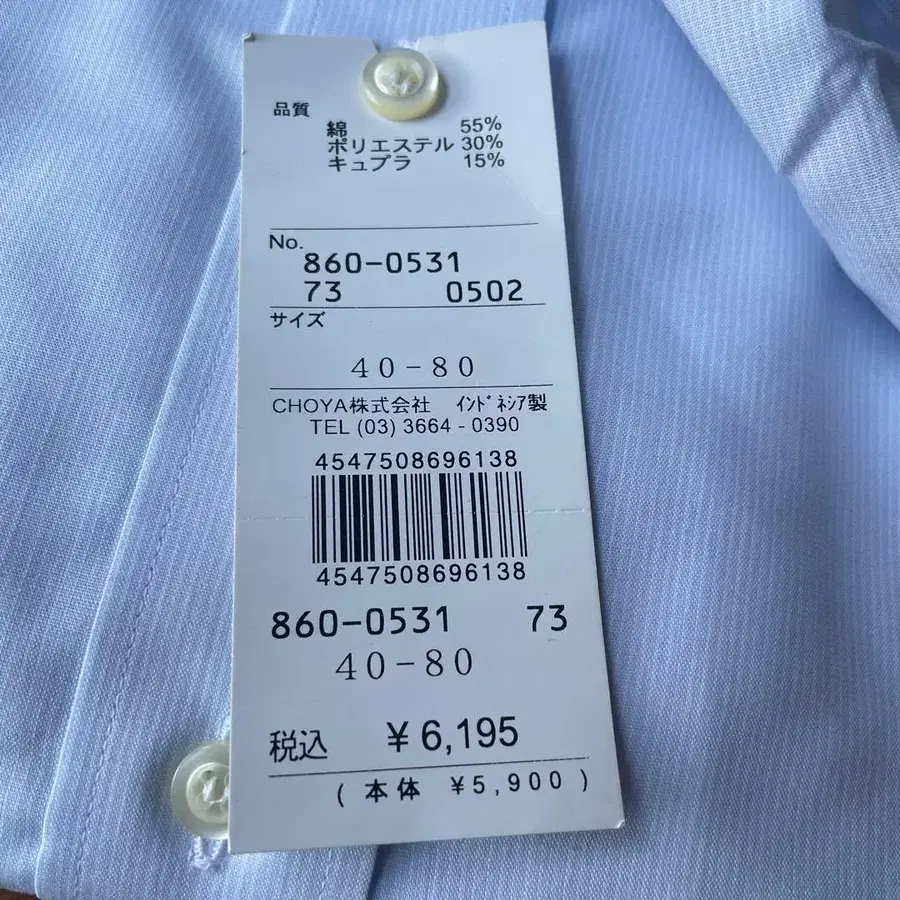 品質
綿 55%
ポリエステル 30%
キュプラ 15%
No.
860-0531
73 0502
サイズ
40-80
CHOYA株式会社 ｲﾝﾄﾞﾈｼｱ製
TEL (03) 3664 - 0390
4547508696138
4547508696138
860-0531 73
40-80
税込 ¥6,195
( 本体 ¥5,900 )